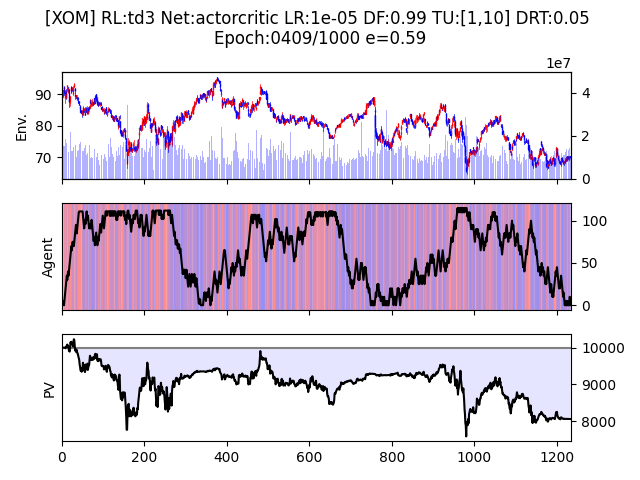 [XOM] RL:td3 Net:actorcritic LR:1e-05 DF:0.99 TU:[1,10] DRT:0.05
Epoch:0409/1000 e=0.59
1e7
Env.
90
80
70
4
2
0
Agent
100
50
0
PV
10000
9000
8000
0 200 400 600 800 1000 1200